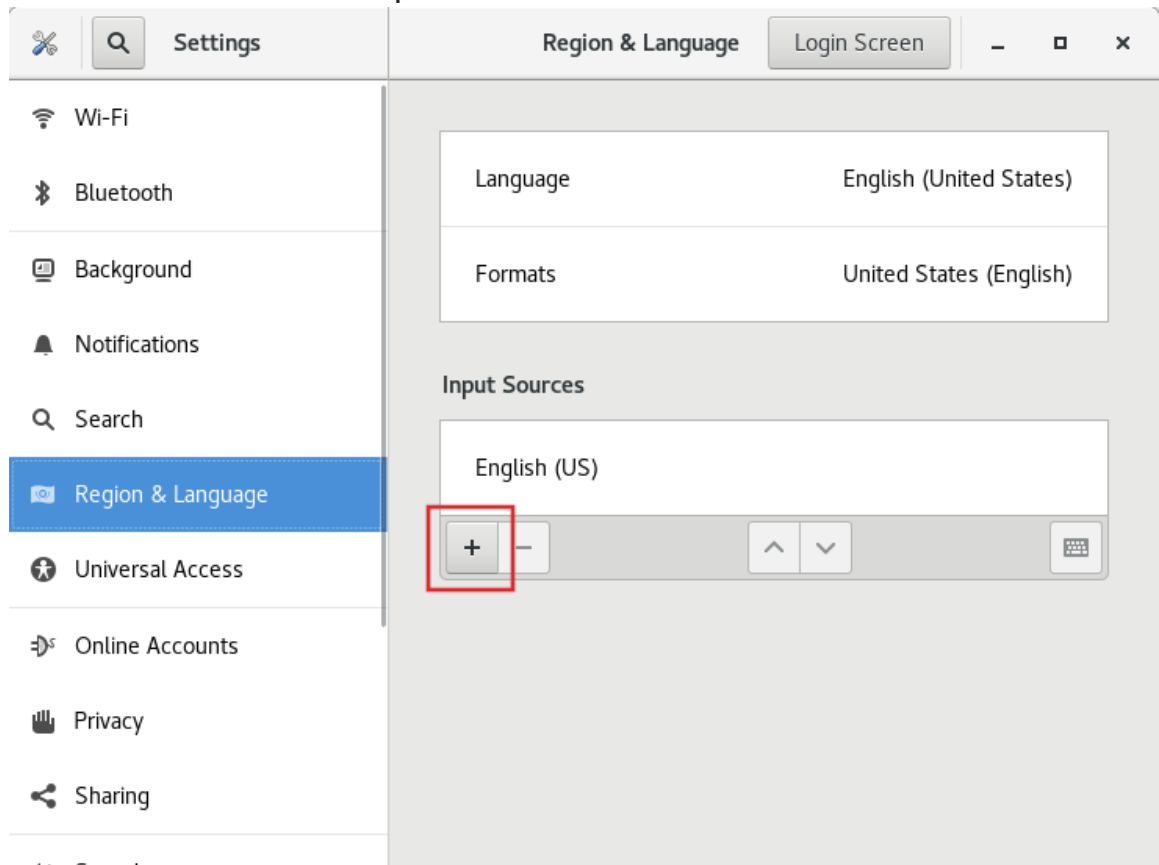 Settings
Region & Language
Login Screen
Wi-Fi
Bluetooth
Background
Notifications
Search
Region & Language
Universal Access
Online Accounts
Privacy
Sharing
Language English (United States)
Formats United States (English)
Input Sources
English (US)